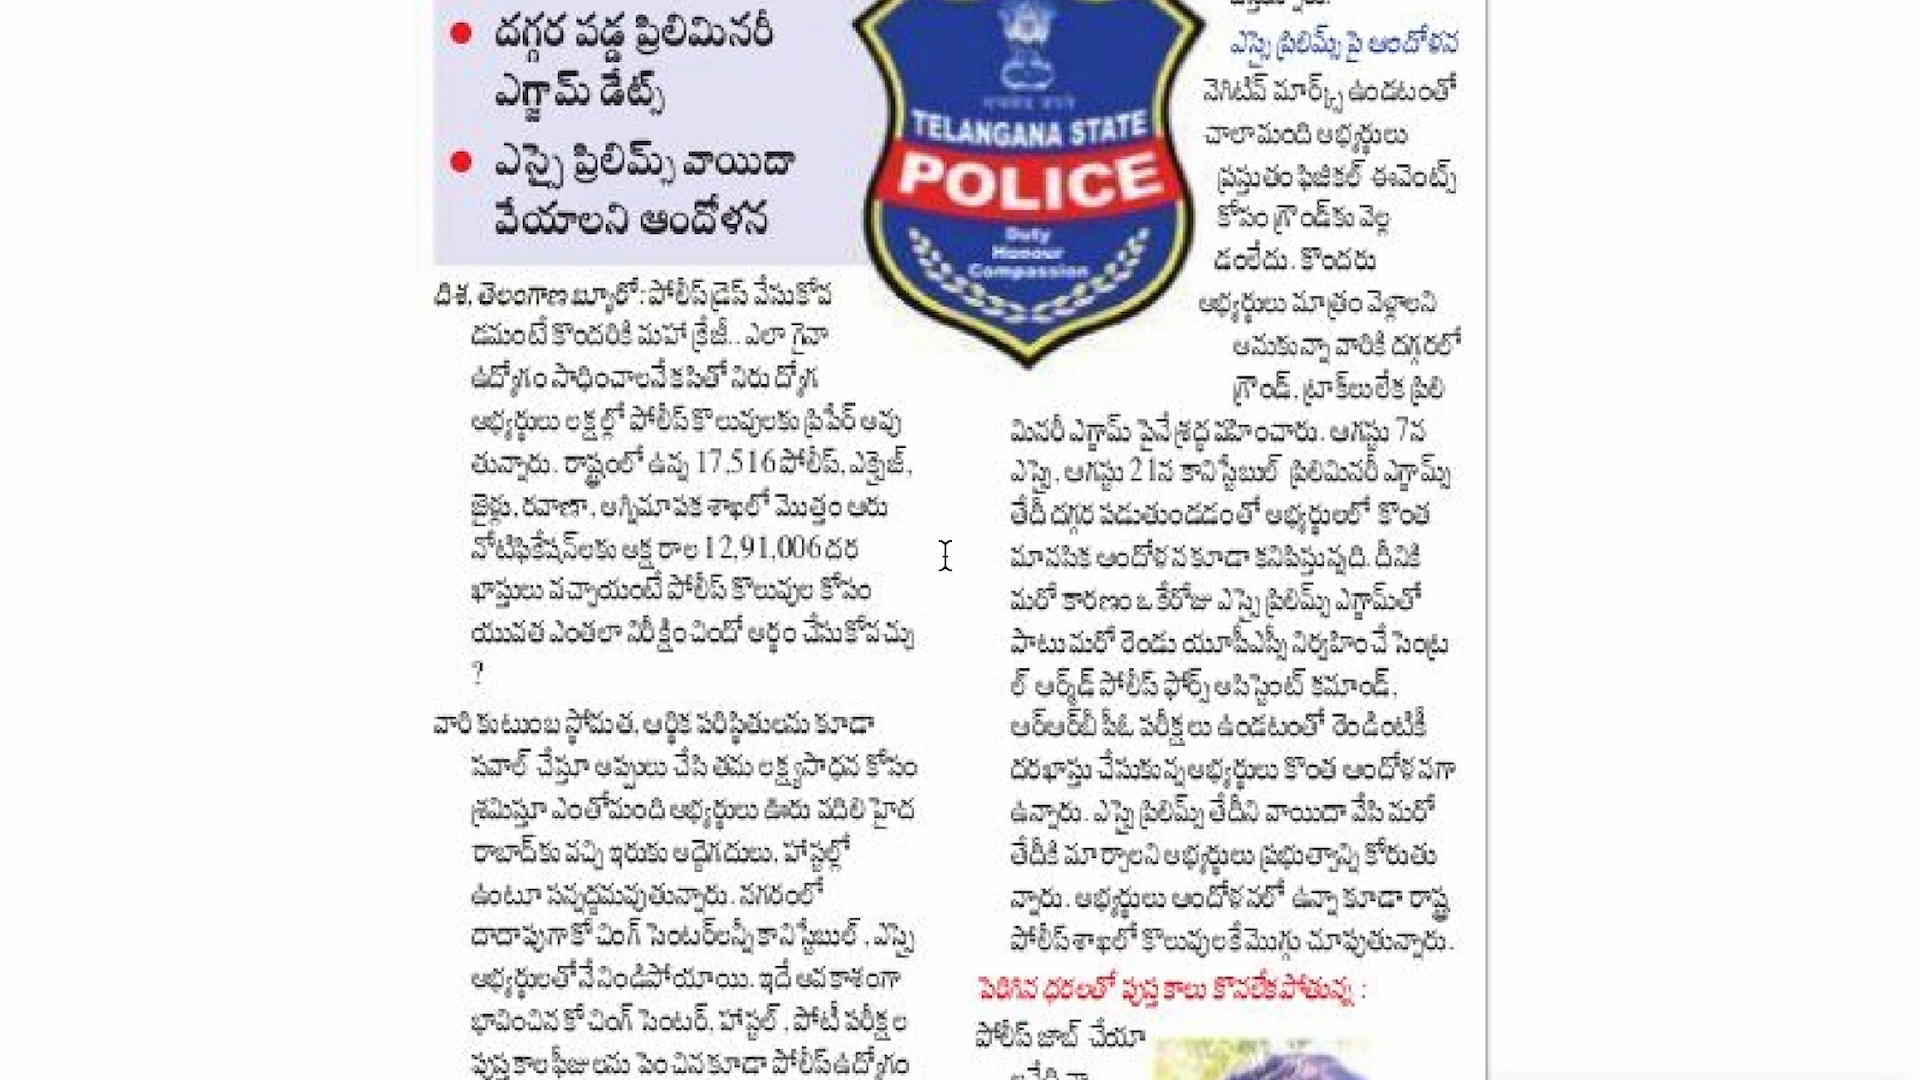 దగ్గర పడ్డ ప్రిలిమినరీ
ఎగ్జామ్ డేట్స్
ఎస్సై ప్రిలిమ్స్ వాయిదా
వేయాలని ఆందోళన
TELANGANA STATE
POLICE
Duty
Honour
Compassion
దిశ, తెలంగాణ బ్యూరో: పోలీస్ డ్రెస్ వేసుకోవ
డమంటే కొందరికి మహా క్రేజీ.. ఎలా గైనా
ఉద్యోగం సాధించాలనే కసితో నిరు ద్యోగ
అభ్యర్థులు లక్షల్లో పోలీస్ కొలువులకు ప్రిపేర్ అవు
తున్నారు. రాష్ట్రంలో ఉన్న 17,516 పోలీస్, ఎక్సైజ్,
జైళ్లు, రవాణా, అగ్నిమాపక శాఖలో మొత్తం ఆరు
నోటిఫికేషన్‌లకు అక్ష రాల 12,91,006 దర
ఖాస్తులు వచ్చాయంటే పోలీస్ కొలువుల కోసం
యువత ఎంతలా నిరీక్షిం చిందో అర్థం చేసుకోవచ్చు
?
వారి కుటుంబ స్థోమత, ఆర్థిక పరిస్థితులను కూడా
సవాల్ చేస్తూ అప్పులు చేసి తమ లక్ష్యసాధన కోసం
శ్రమిస్తూ ఎంతోమంది అభ్యర్థులు ఊరు వదిలి హైద
రాబాద్‌కు వచ్చి ఇరుకు అద్దెగదులు, హాస్టల్లో
ఉంటూ సన్నద్ధమవుతున్నారు. నగరంలో
దాదాపుగా కో చింగ్ సెంటర్‌లన్నీ కానిస్టేబుల్ , ఎస్సై
అభ్యర్థులతోనే నిండిపోయాయి. ఇదే అవకాశంగా
భావించిన కో చింగ్ సెంటర్, హాస్టల్ , పోటీ పరీక్షల
పుస్తకాల ఫీజులను పెంచిన కూడా పోలీస్ ఉద్యోగం
ఎస్సై ప్రిలిమ్స్ పై ఆందోళన
నెగిటివ్ మార్క్స్ ఉండటంతో
చాలామంది అభ్యర్థులు
ప్రస్తుతం ఫిజికల్ ఈవెంట్స్
కోసం గ్రౌండ్‌కు వెల్ల
డంలేదు. కొందరు
అభ్యర్థులు మాత్రం వెళ్లాలని
అనుకున్నా వారికి దగ్గరలో
గ్రౌండ్, ట్రాక్‌లు లేక ప్రిలి
మినరీ ఎగ్జామ్ పైనే శ్రద్ధ వహించారు. ఆగస్టు 7న
ఎస్సై, ఆగస్టు 21న కానిస్టేబుల్ ప్రిలిమినరీ ఎగ్జామ్స్
తేదీ దగ్గర పడుతుండడంతో అభ్యర్థులలో కొంత
మానసిక ఆందోళన కూడా కనిపిస్తున్నది. దీనికి
మరో కారణం ఒకేరోజు ఎస్సై ప్రిలిమ్స్ ఎగ్జామ్‌తో
పాటు మరో రెండు యూపీఎస్సీ నిర్వహించే సెంట్ర
ల్ ఆర్మ్‌డ్ పోలీస్ ఫోర్స్ అసిస్టెంట్ కమాండ్,
ఆర్ఆర్‌బీ పీఓ పరీక్షలు ఉండటంతో రెండింటికీ
దరఖాస్తు చేసుకున్న అభ్యర్థులు కొంత ఆందోళనగా
ఉన్నారు. ఎస్సై ప్రిలిమ్స్ తేదీని వాయిదా వేసి మరో
తేదీకి మా ర్చాలని అభ్యర్థులు ప్రభుత్వాన్ని కోరుతు
న్నారు. అభ్యర్థులు ఆందోళనలో ఉన్నా కూడా రాష్ట్ర
పోలీస్ శాఖలో కొలువులకే మొగ్గు చూపుతున్నారు.
పెరిగిన ధరలతో పుస్తకాలు కొనలేకపోతున్న :
పోలీస్ జాబ్ చేయా